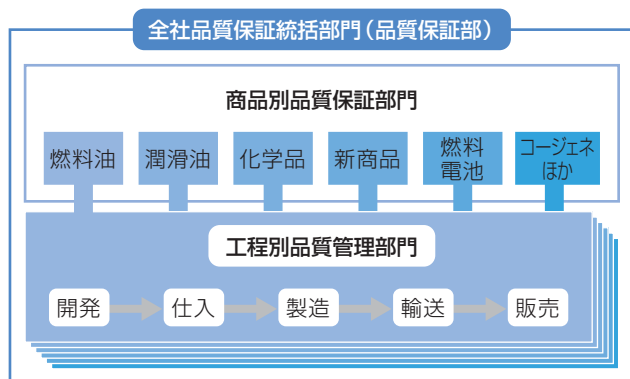 全社品質保証統括部門（品質保証部）
商品別品質保証部門
燃料油
潤滑油
化学品
新商品
燃料
電池
コージェネ
ほか
工程別品質管理部門
開発
仕入
製造
輸送
販売